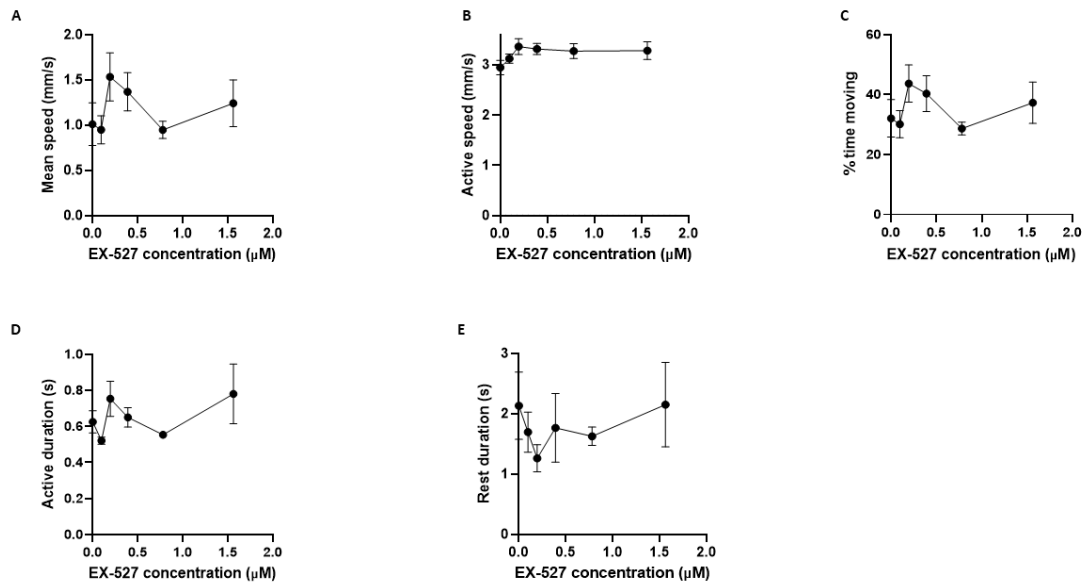 A
Mean speed (mm/s)
2.0
1.5
1.0
0.5
0.0
0.0 0.5 1.0 1.5 2.0
EX-527 concentration (μM)
B
Active speed (mm/s)
3
2
1
0
0.0 0.5 1.0 1.5 2.0
EX-527 concentration (μM)
C
% time moving
60
40
20
0
0.0 0.5 1.0 1.5 2.0
EX-527 concentration (μM)
D
Active duration (s)
1.0
0.8
0.6
0.4
0.2
0.0
0.0 0.5 1.0 1.5 2.0
EX-527 concentration (μM)
E
Rest duration (s)
3
2
1
0
0.0 0.5 1.0 1.5 2.0
EX-527 concentration (μM)